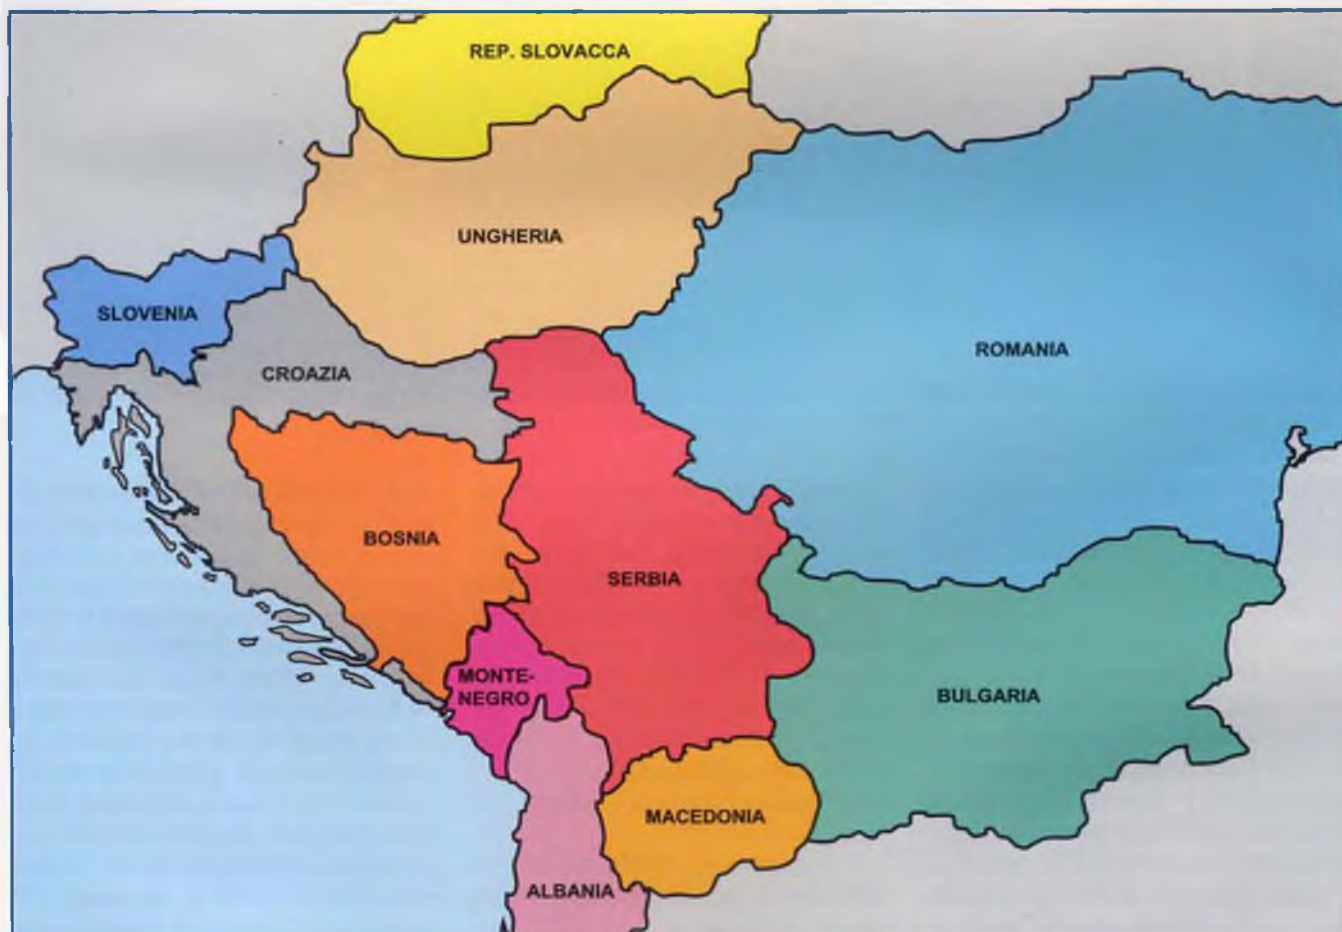 REP. SLOVACCA
UNGHERIA
SLOVENIA
ROMANIA
CROAZIA
BOSNIA
SERBIA
MONTE-
NEGRO
BULGARIA
MACEDONIA
ALBANIA